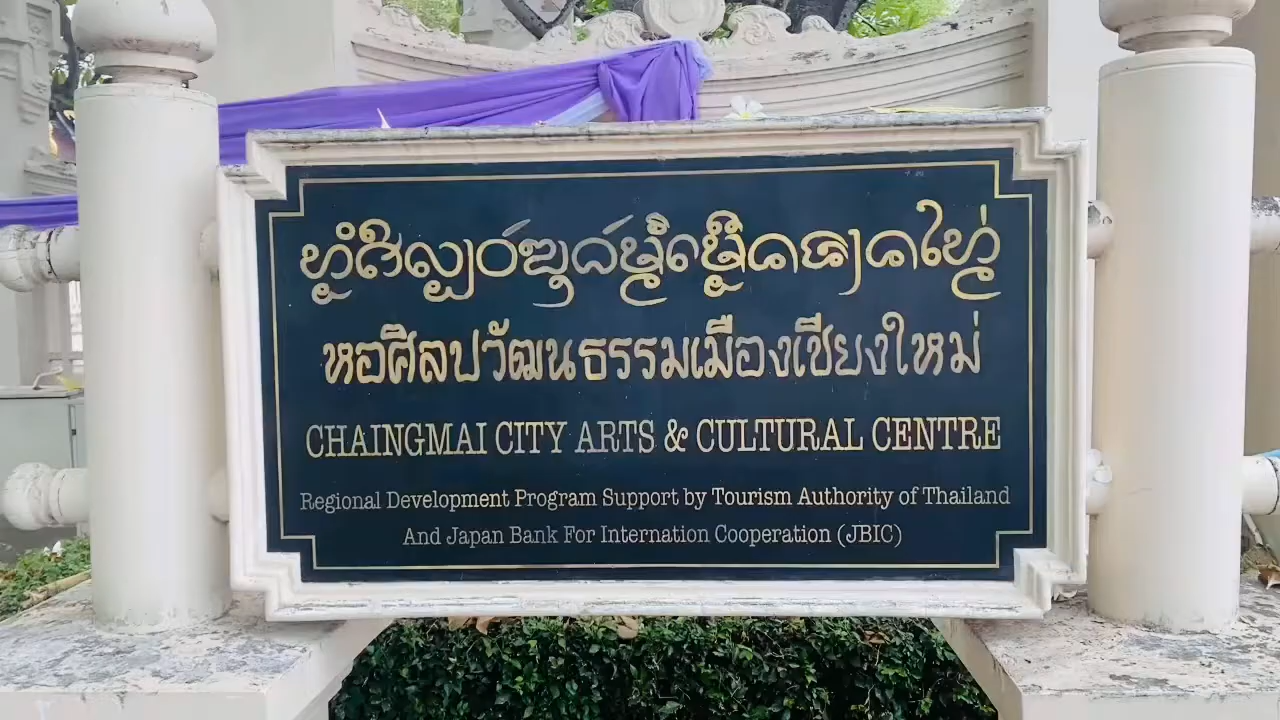 หอศิลปวัฒนธรรมเมืองเชียงใหม่
CHAINGMAI CITY ARTS & CULTURAL CENTRE
Regional Development Program Support by Tourism Authority of Thailand
And Japan Bank For Internation Cooperation (JBIC)